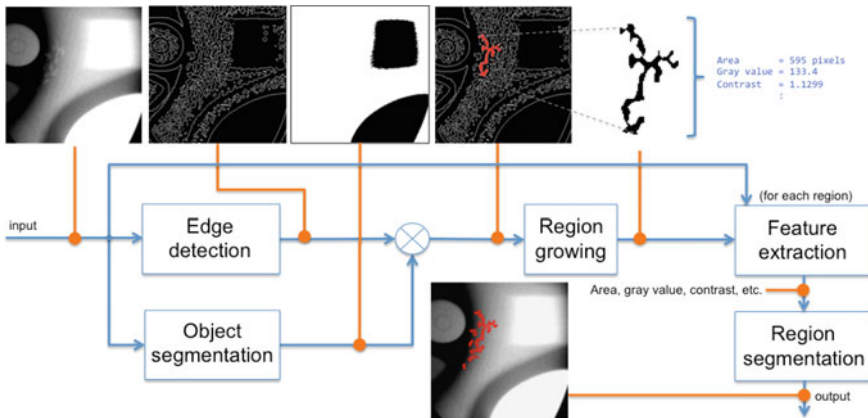 Area = 595 pixels
Gray value = 133.4
Contrast = 1.1299
:
(for each region)
input
Edge
detection
Region
growing
Feature
extraction
Area, gray value, contrast, etc.
Object
segmentation
Region
segmentation
output